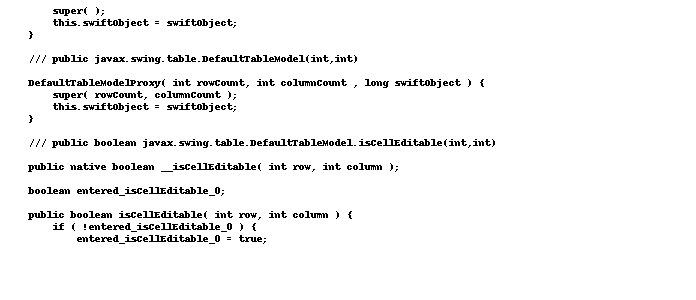 super( );
this.swiftObject = swiftObject;
}
/// public javax.swing.table.DefaultTableModel(int,int)
DefaultTableModelProxy( int rowCount, int columnCount , long swiftObject ) {
super( rowCount, columnCount );
this.swiftObject = swiftObject;
}
/// public boolean javax.swing.table.DefaultTableModel.isCellEditable(int,int)
public native boolean __isCellEditable( int row, int column );
boolean entered_isCellEditable_0;
public boolean isCellEditable( int row, int column ) {
if ( !entered_isCellEditable_0 ) {
entered_isCellEditable_0 = true;